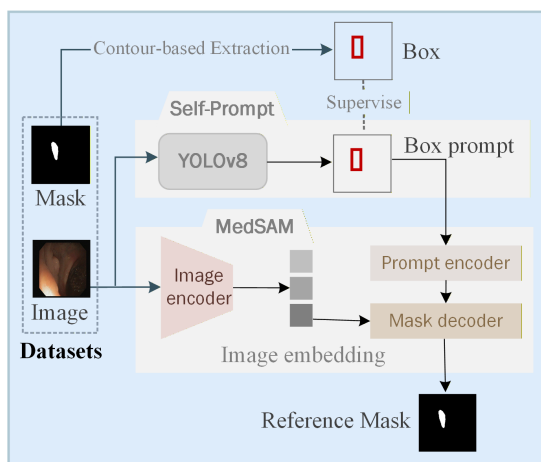 Contour-based Extraction
Box
Supervise
Self-Prompt
YOLOv8
Box prompt
Mask
MedSAM
Image
encoder
Prompt encoder
Mask decoder
Image
Image embedding
Datasets
Reference Mask